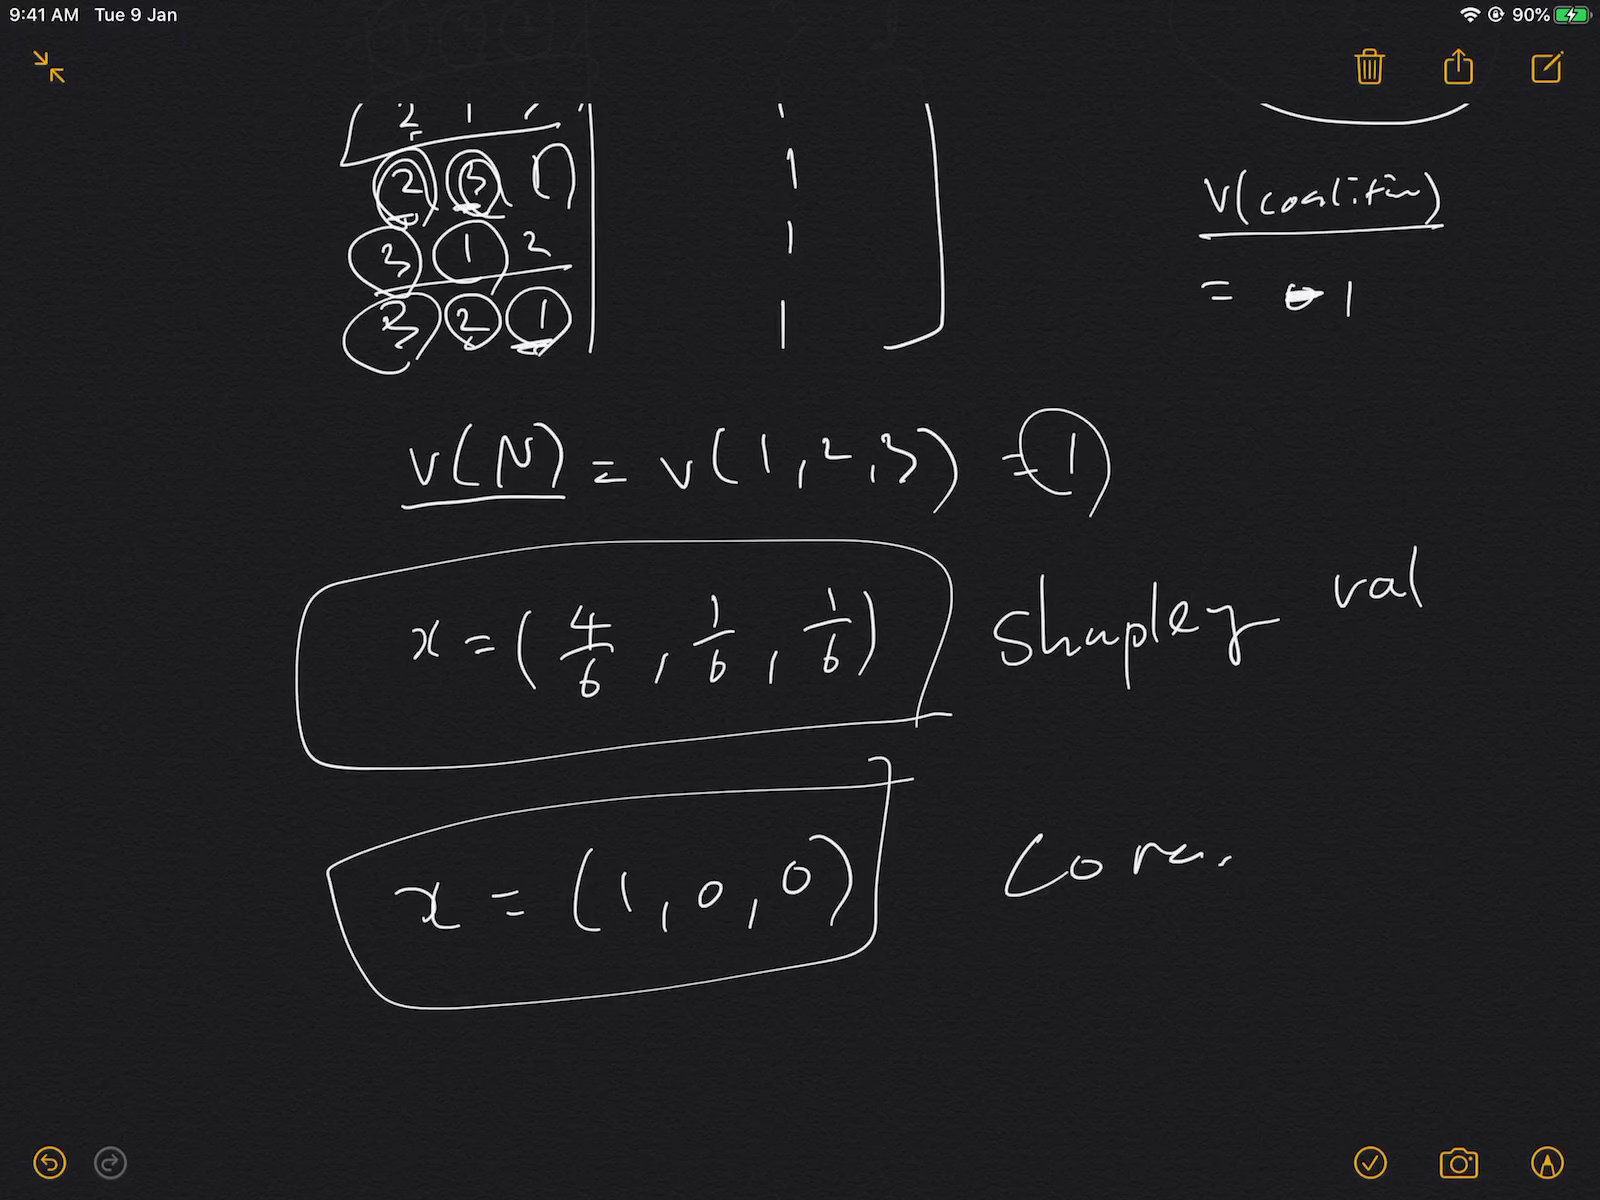 9:41 AM Tue 9 Jan 90%
2 1
2 3 1 1
3 1 2 1
3 2 1 1
v(coalition)
= 1
v(N) = v(1,2,3) = 1
x = (4/6, 1/6, 1/6) Shapley val
x = (1,0,0) Core.